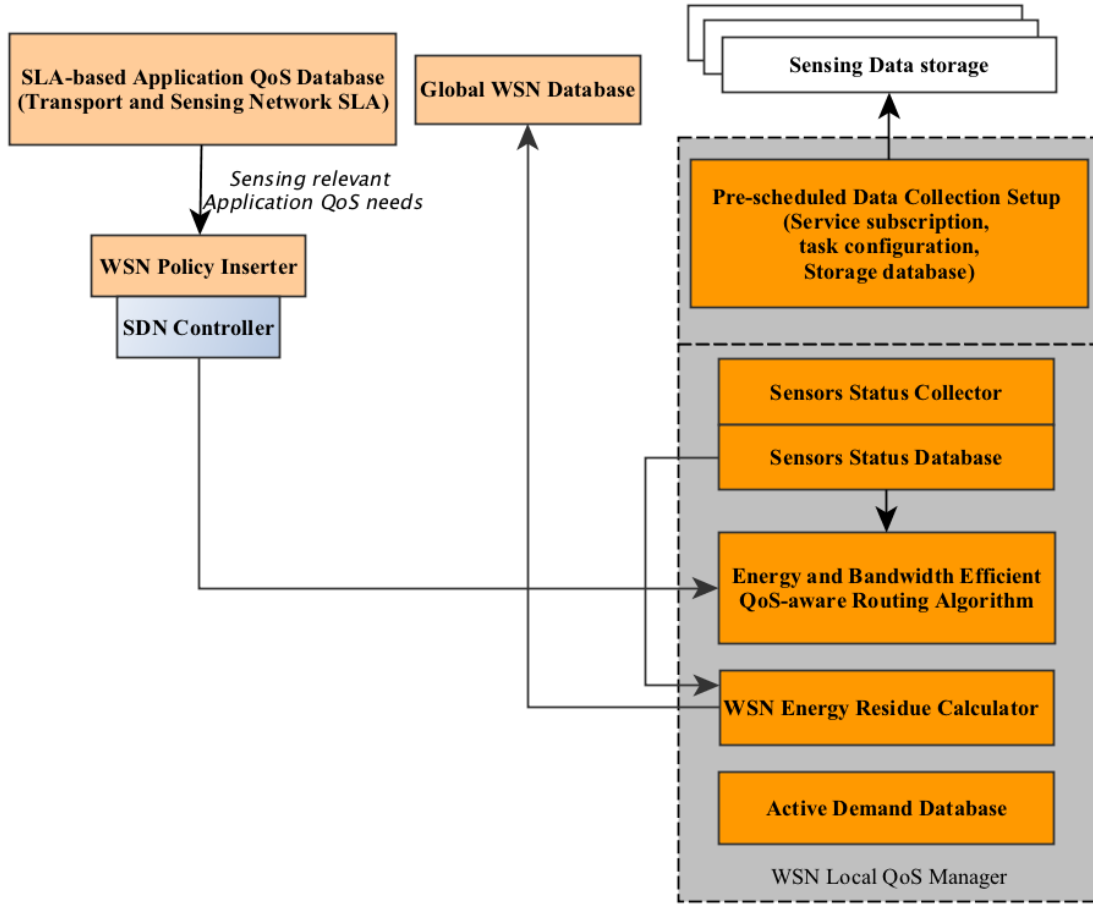 SLA-based Application QoS Database
(Transport and Sensing Network SLA)
Global WSN Database
Sensing Data storage
Sensing relevant
Application QoS needs
Pre-scheduled Data Collection Setup
(Service subscription,
task configuration,
Storage database)
WSN Policy Inserter
SDN Controller
Sensors Status Collector
Sensors Status Database
Energy and Bandwidth Efficient
QoS-aware Routing Algorithm
WSN Energy Residue Calculator
Active Demand Database
WSN Local QoS Manager